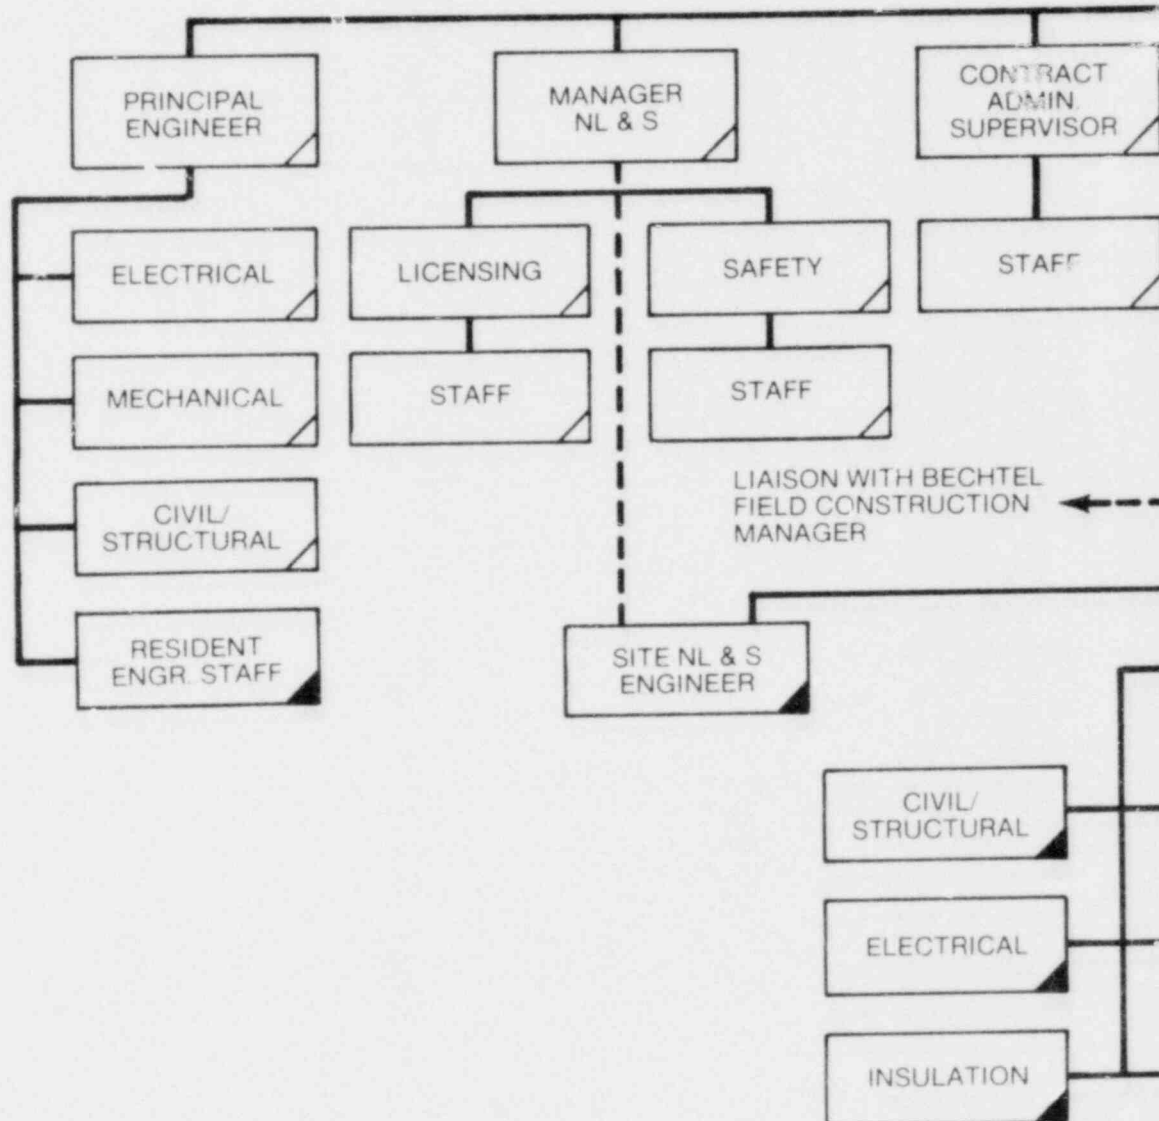 PRINCIPAL
ENGINEER
MANAGER
NL & S
CONTRACT
ADMIN.
SUPERVISOR
ELECTRICAL
LICENSING
SAFETY
STAFF
MECHANICAL
STAFF
STAFF
CIVIL/
STRUCTURAL
LIAISON WITH BECHTEL
FIELD CONSTRUCTION
MANAGER
RESIDENT
ENGR. STAFF
SITE NL & S
ENGINEER
CIVIL/
STRUCTURAL
ELECTRICAL
INSULATION